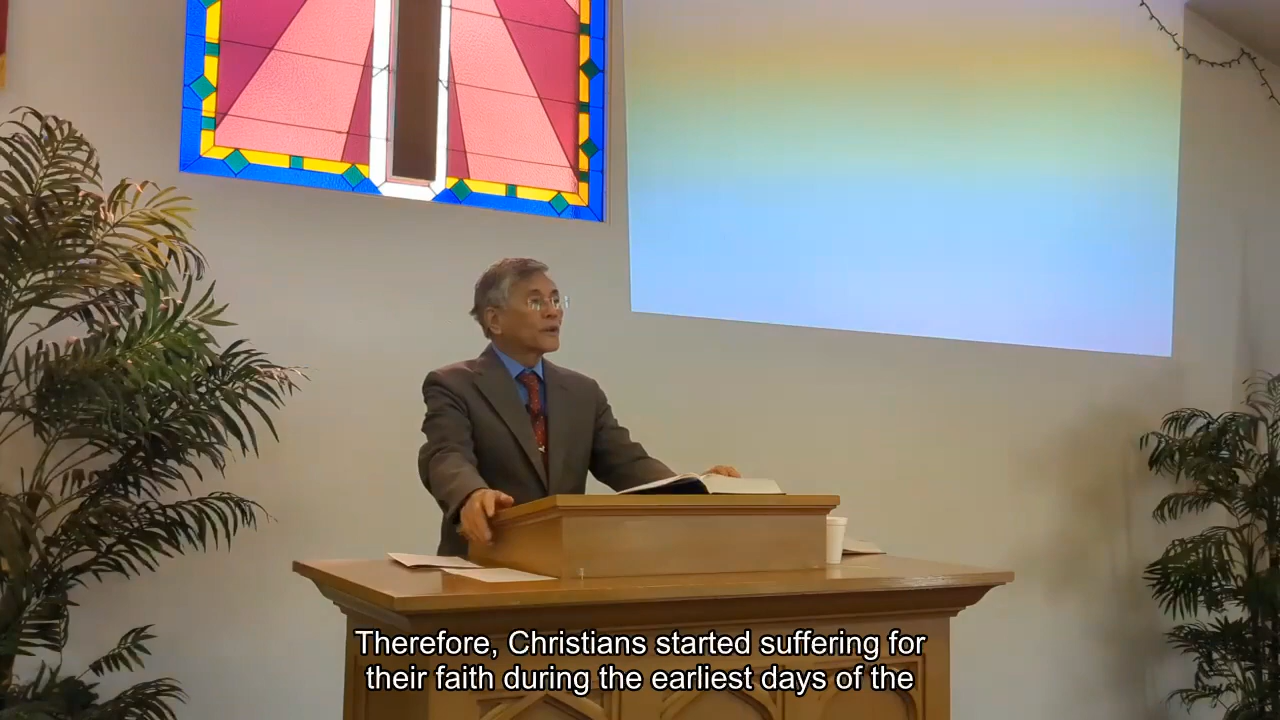 Therefore, Christians started suffering for
their faith during the earliest days of the